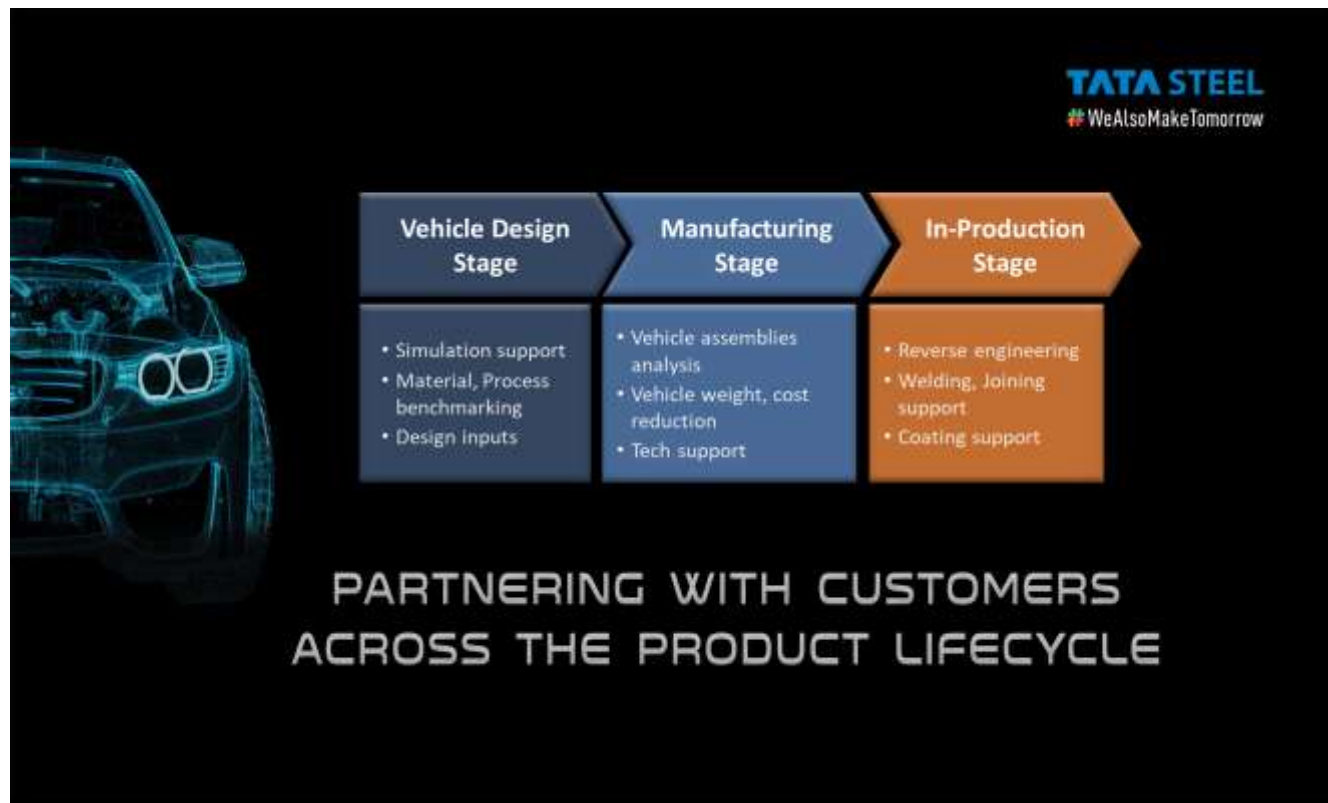 TATA STEEL
#WeAlsoMakeTomorrow
Vehicle Design
Stage
• Simulation support
• Material, Process
benchmarking
• Design inputs
Manufacturing
Stage
• Vehicle assemblies
analysis
• Vehicle weight, cost
reduction
• Tech support
In-Production
Stage
• Reverse engineering
• Welding, Joining
support
• Coating support
PARTNERING WITH CUSTOMERS
ACROSS THE PRODUCT LIFECYCLE